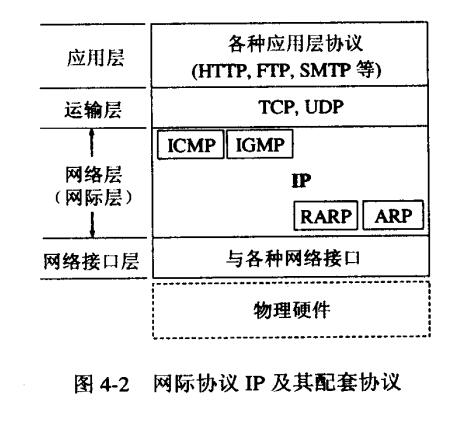 应用层
各种应用层协议
(HTTP, FTP, SMTP 等)
运输层
TCP, UDP
ICMP
IGMP
网络层
(网际层)
IP
RARP
ARP
网络接口层
与各种网络接口
物理硬件
图 4-2 网际协议 IP 及其配套协议